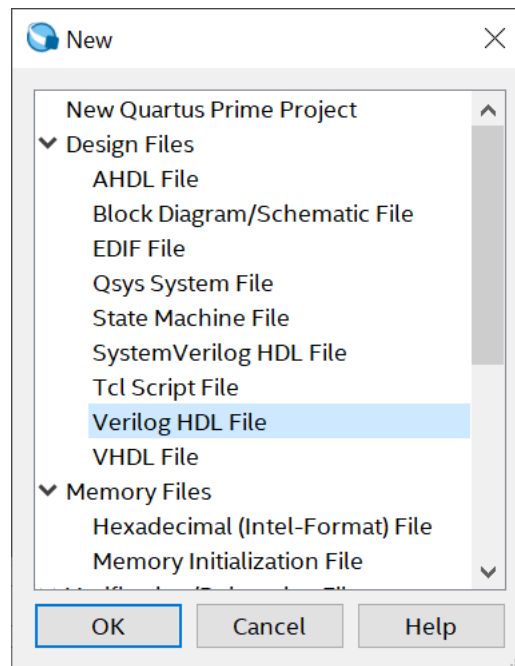 New
New Quartus Prime Project
Design Files
AHDL File
Block Diagram/Schematic File
EDIF File
Qsys System File
State Machine File
SystemVerilog HDL File
Tcl Script File
Verilog HDL File
VHDL File
Memory Files
Hexadecimal (Intel-Format) File
Memory Initialization File
OK Cancel Help